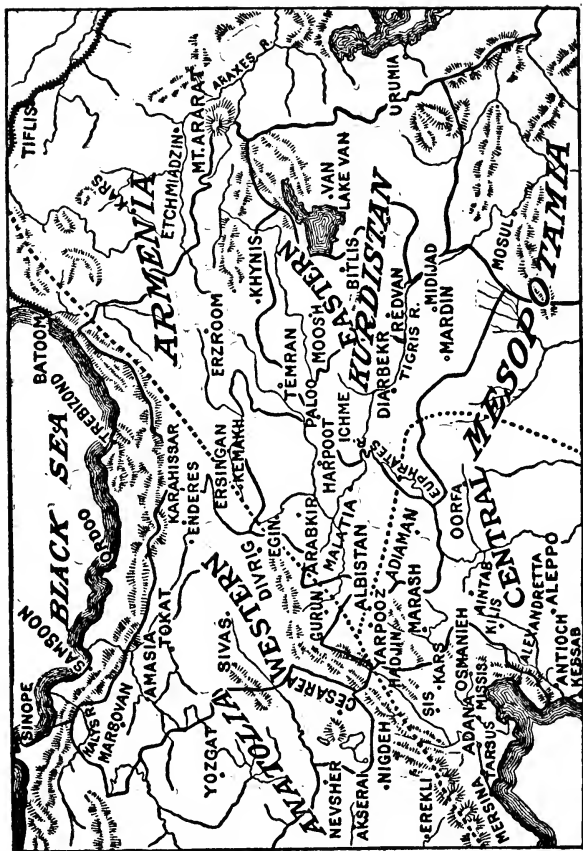 SINOPE
SAMSOON
BLACK SEA
ORDOO
TREBIZOND
BATOOM
TIFLIS
KARS
ARMENIA
ETCHMIADZIN
MT. ARARAT
ARAXES R.
HALYS R.
MARSOVAN
AMASIA
TOKAT
KARAHISSAR
ENDERES
ERSINGAN
KEMAKH
ERZROOM
KHYNIS
YOZGAT
SIVAS
DIVRIG
EGIN
WESTERN
ANATOLIA
GURUN
ARABKIR
HARPOOT
TEMRAN
PALOO
MOOSH
ICHME
EASTERN
KURDISTAN
VAN
LAKE VAN
BITLIS
URUMIA
NEVSHER
AKSERAI
CESAREA
MALATIA
ALBISTAN
DIARBEKR
REDVAN
TIGRIS R.
MIDIJAD
MARDIN
MOSUL
NIGDEH
YARPOOZ
HADJIN
ADIAMAN
MARASH
EUPHRATES
OORFA
EREKLI
SIS
KARS
ADANA
OSMANIEH
AINTAB
KILIS
CENTRAL
MESOPOTAMIA
MERSIN
TARSUS
MISSIS
ALEXANDRETTA
ALEPPO
ANTIOCH
KESSAB